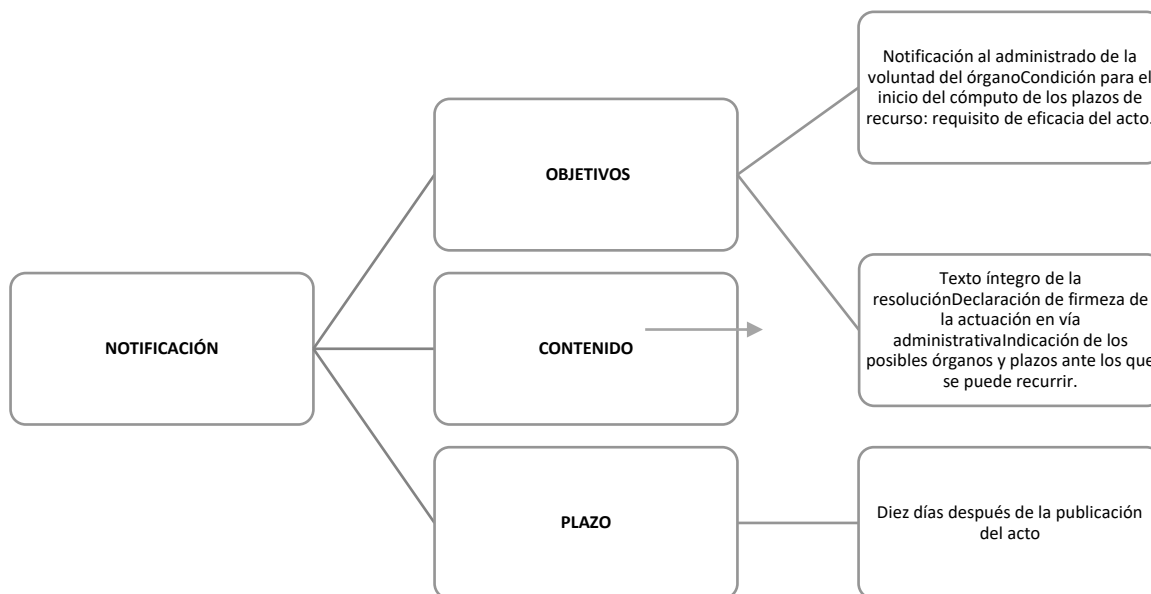 NOTIFICACIÓN
OBJETIVOS
Notificación al administrado de la
voluntad del órganoCondición para el
inicio del cómputo de los plazos de
recurso: requisito de eficacia del acto.
CONTENIDO
Texto íntegro de la
resoluciónDeclaración de firmeza de
la actuación en vía
administrativaIndicación de los
posibles órganos y plazos ante los que
se puede recurrir.
PLAZO
Diez días después de la publicación
del acto